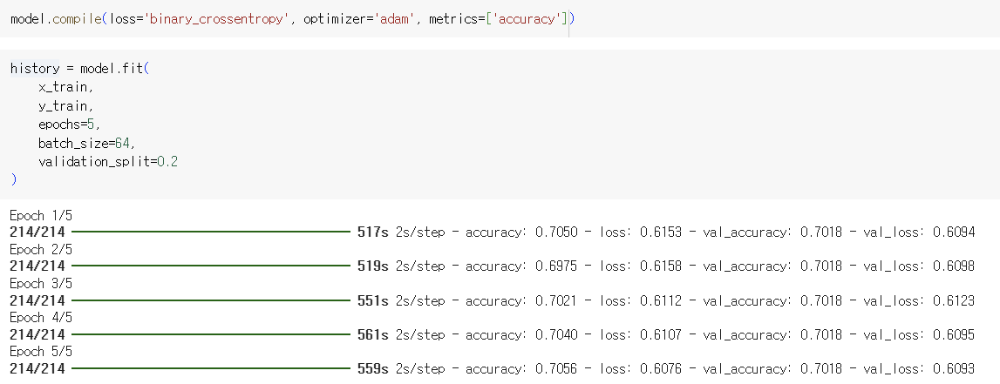 model.compile(loss='binary_crossentropy', optimizer='adam', metrics=['accuracy'])
history = model.fit(
    x_train,
    y_train,
    epochs=5,
    batch_size=64,
    validation_split=0.2
)
Epoch 1/5
214/214 ━━━━━━━━━━━━━━━━━━━━ 517s 2s/step - accuracy: 0.7050 - loss: 0.6153 - val_accuracy: 0.7018 - val_loss: 0.6094
Epoch 2/5
214/214 ━━━━━━━━━━━━━━━━━━━━ 519s 2s/step - accuracy: 0.6975 - loss: 0.6158 - val_accuracy: 0.7018 - val_loss: 0.6098
Epoch 3/5
214/214 ━━━━━━━━━━━━━━━━━━━━ 551s 2s/step - accuracy: 0.7021 - loss: 0.6112 - val_accuracy: 0.7018 - val_loss: 0.6123
Epoch 4/5
214/214 ━━━━━━━━━━━━━━━━━━━━ 561s 2s/step - accuracy: 0.7040 - loss: 0.6107 - val_accuracy: 0.7018 - val_loss: 0.6095
Epoch 5/5
214/214 ━━━━━━━━━━━━━━━━━━━━ 559s 2s/step - accuracy: 0.7056 - loss: 0.6076 - val_accuracy: 0.7018 - val_loss: 0.6093